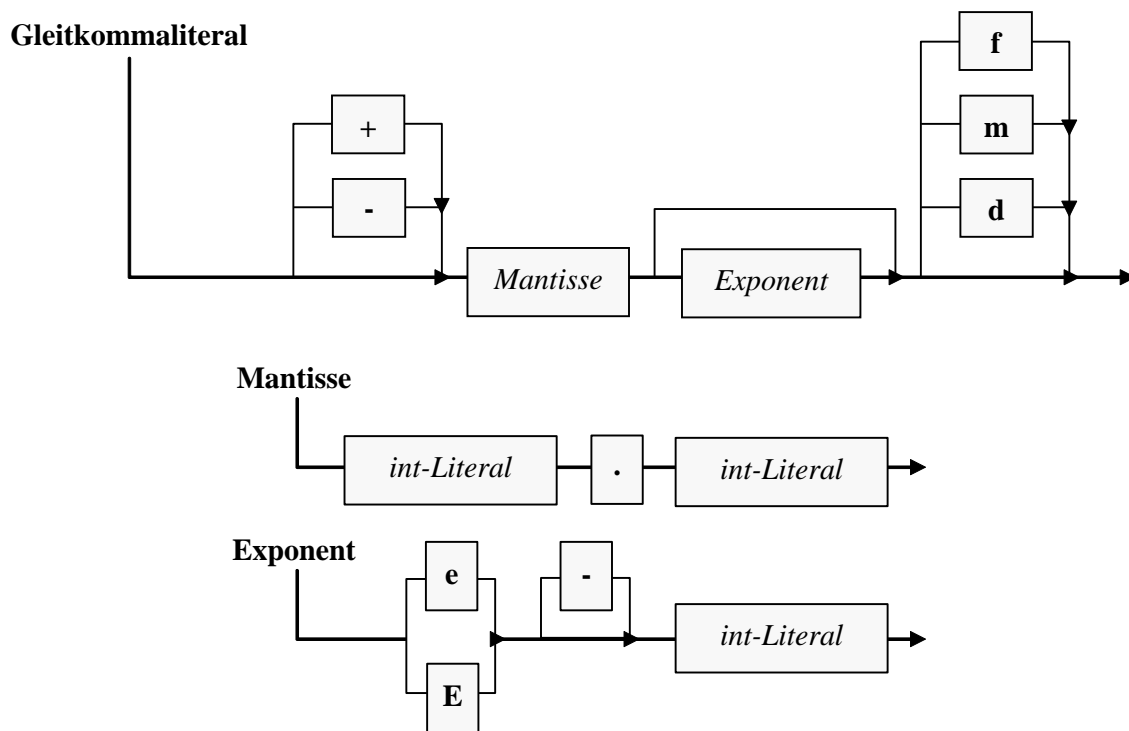 Gleitkommaliteral
f
+
m
-
d
Mantisse
Exponent
Mantisse
int-Literal . int-Literal
Exponent
e
-
int-Literal
E